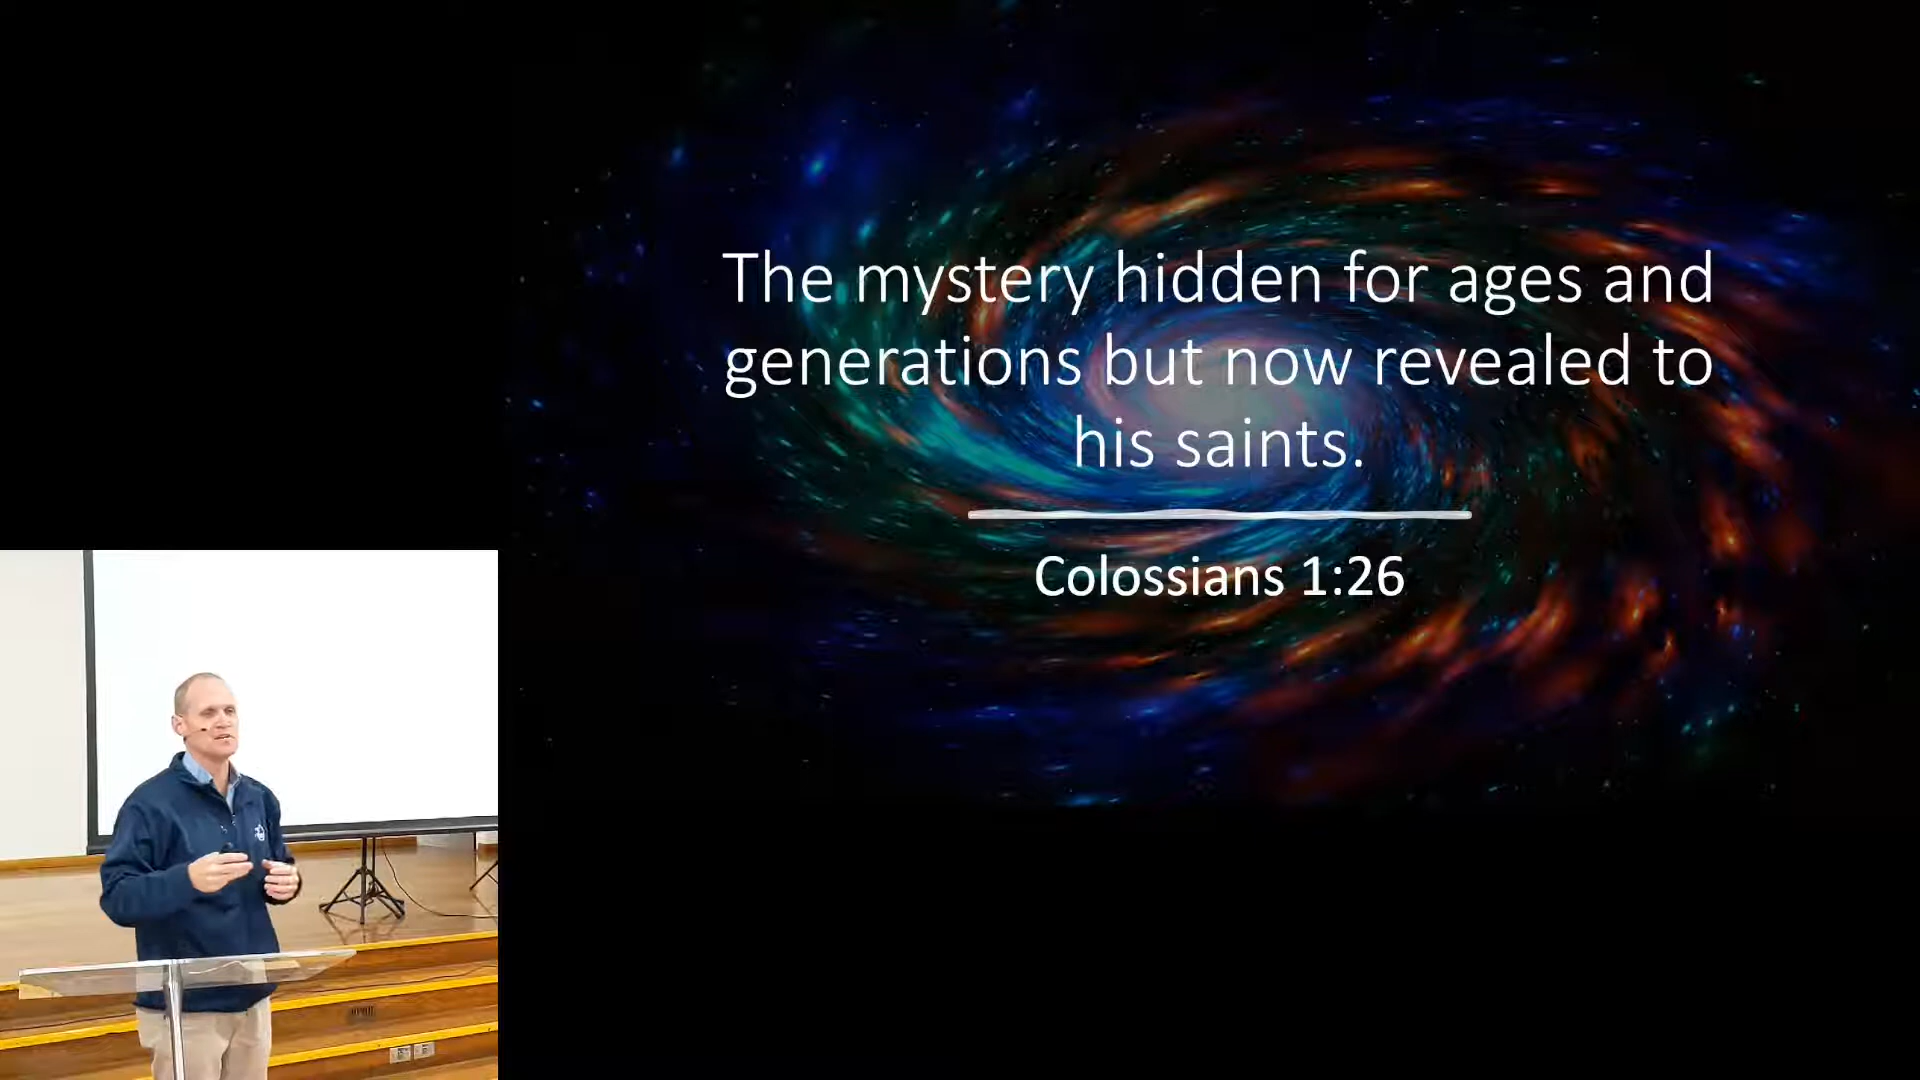 The mystery hidden for ages and
generations but now revealed to
his saints.
Colossians 1:26